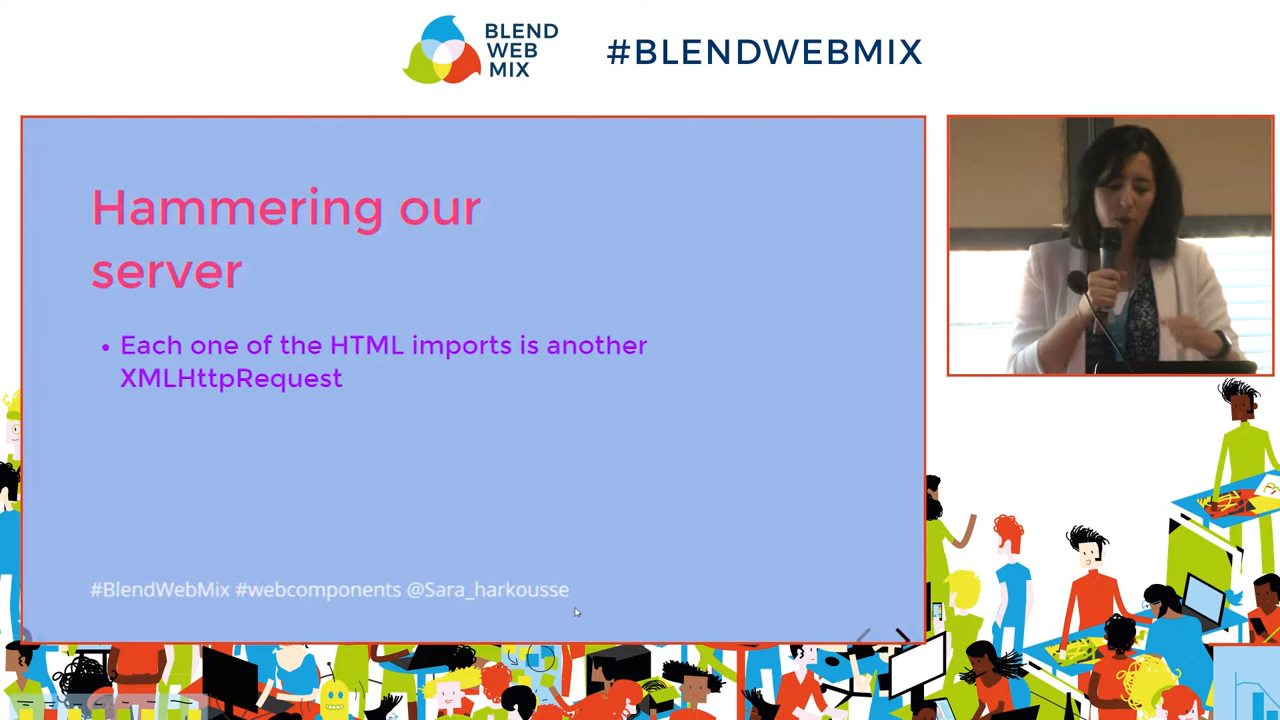 BLEND
WEB
MIX
#BLENDWEBMIX
Hammering our
server
• Each one of the HTML imports is another
XMLHttpRequest
#BlendWebMix #webcomponents @Sara_harkousse